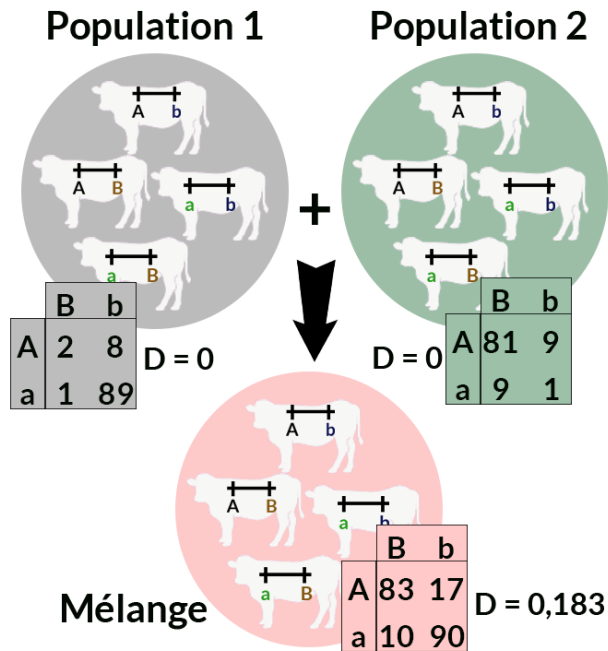 Population 1
Population 2
A b
A B
a b
a B
A b
A B
a b
a B
+
B b
A 2 8
a 1 89
D = 0
D = 0
B b
A 81 9
a 9 1
A b
A B
a b
a B
Mélange
B b
A 83 17
a 10 90
D = 0,183